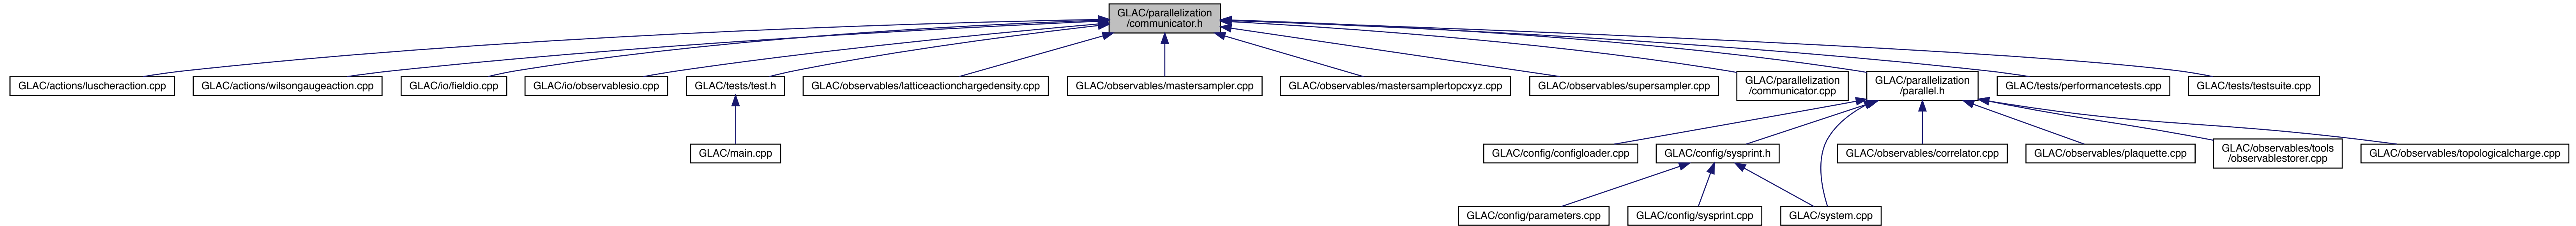 GLAC/parallelization
/communicator.h
GLAC/actions/luscheraction.cpp
GLAC/actions/wilsongaugeaction.cpp
GLAC/io/fieldio.cpp
GLAC/io/observablesio.cpp
GLAC/tests/test.h
GLAC/observables/latticeactionchargedensity.cpp
GLAC/observables/mastersampler.cpp
GLAC/observables/mastersamplertopcxyz.cpp
GLAC/observables/supersampler.cpp
GLAC/parallelization
/communicator.cpp
GLAC/parallelization
/parallel.h
GLAC/tests/performancetests.cpp
GLAC/tests/testsuite.cpp
GLAC/main.cpp
GLAC/config/configloader.cpp
GLAC/config/sysprint.h
GLAC/observables/correlator.cpp
GLAC/observables/plaquette.cpp
GLAC/observables/tools
/observablestorer.cpp
GLAC/observables/topologicalcharge.cpp
GLAC/config/parameters.cpp
GLAC/config/sysprint.cpp
GLAC/system.cpp